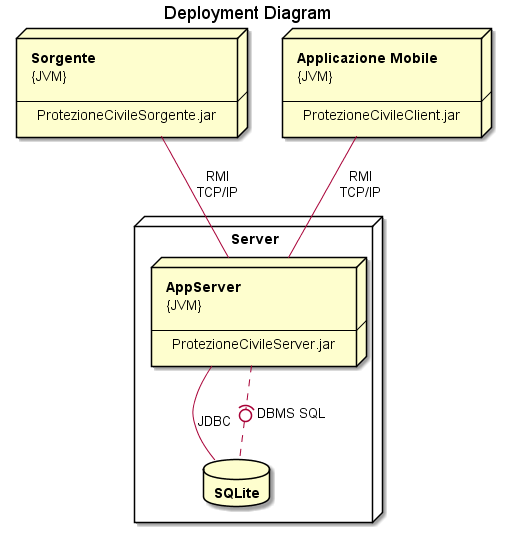 Deployment Diagram
Sorgente
{JVM}
ProtezioneCivileSorgente.jar
Applicazione Mobile
{JVM}
ProtezioneCivileClient.jar
RMI
TCP/IP
RMI
TCP/IP
Server
AppServer
{JVM}
ProtezioneCivileServer.jar
JDBC
DBMS SQL
SQLite